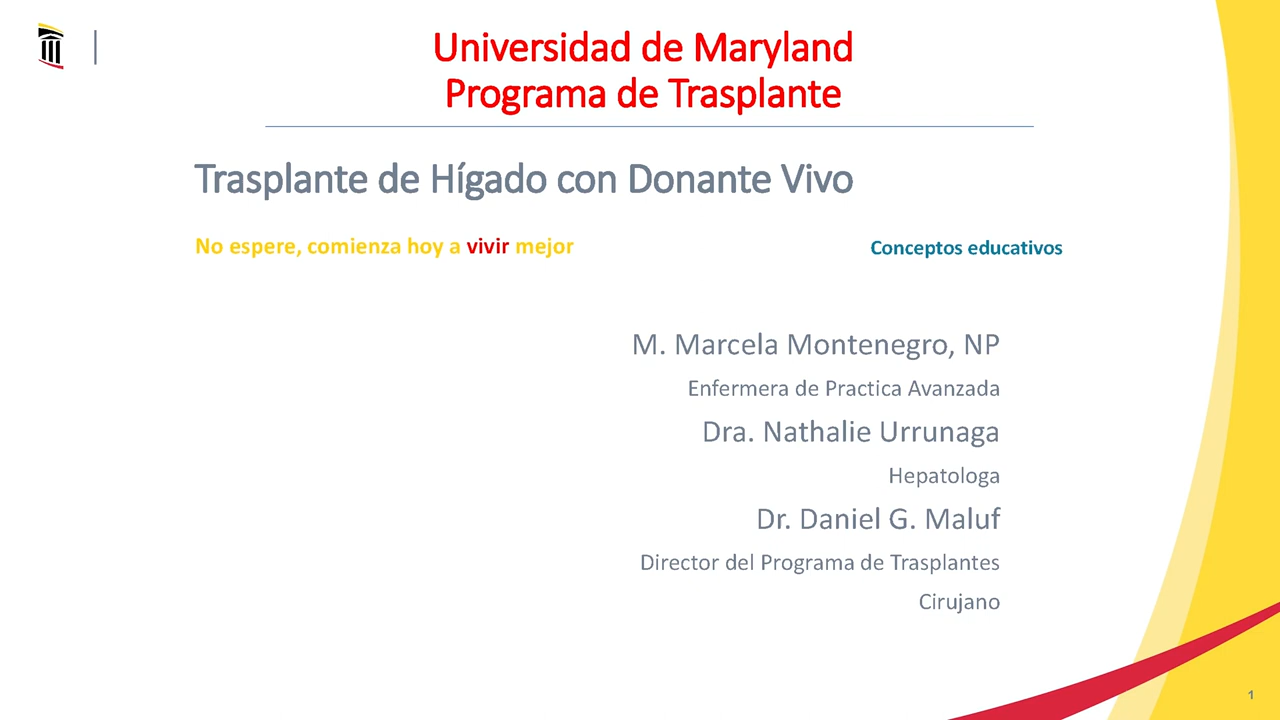 Universidad de Maryland
Programa de Trasplante
Trasplante de Hígado con Donante Vivo
No espere, comienza hoy a vivir mejor
Conceptos educativos
M. Marcela Montenegro, NP
Enfermera de Practica Avanzada
Dra. Nathalie Urrunaga
Hepatologa
Dr. Daniel G. Maluf
Director del Programa de Trasplantes
Cirujano
1